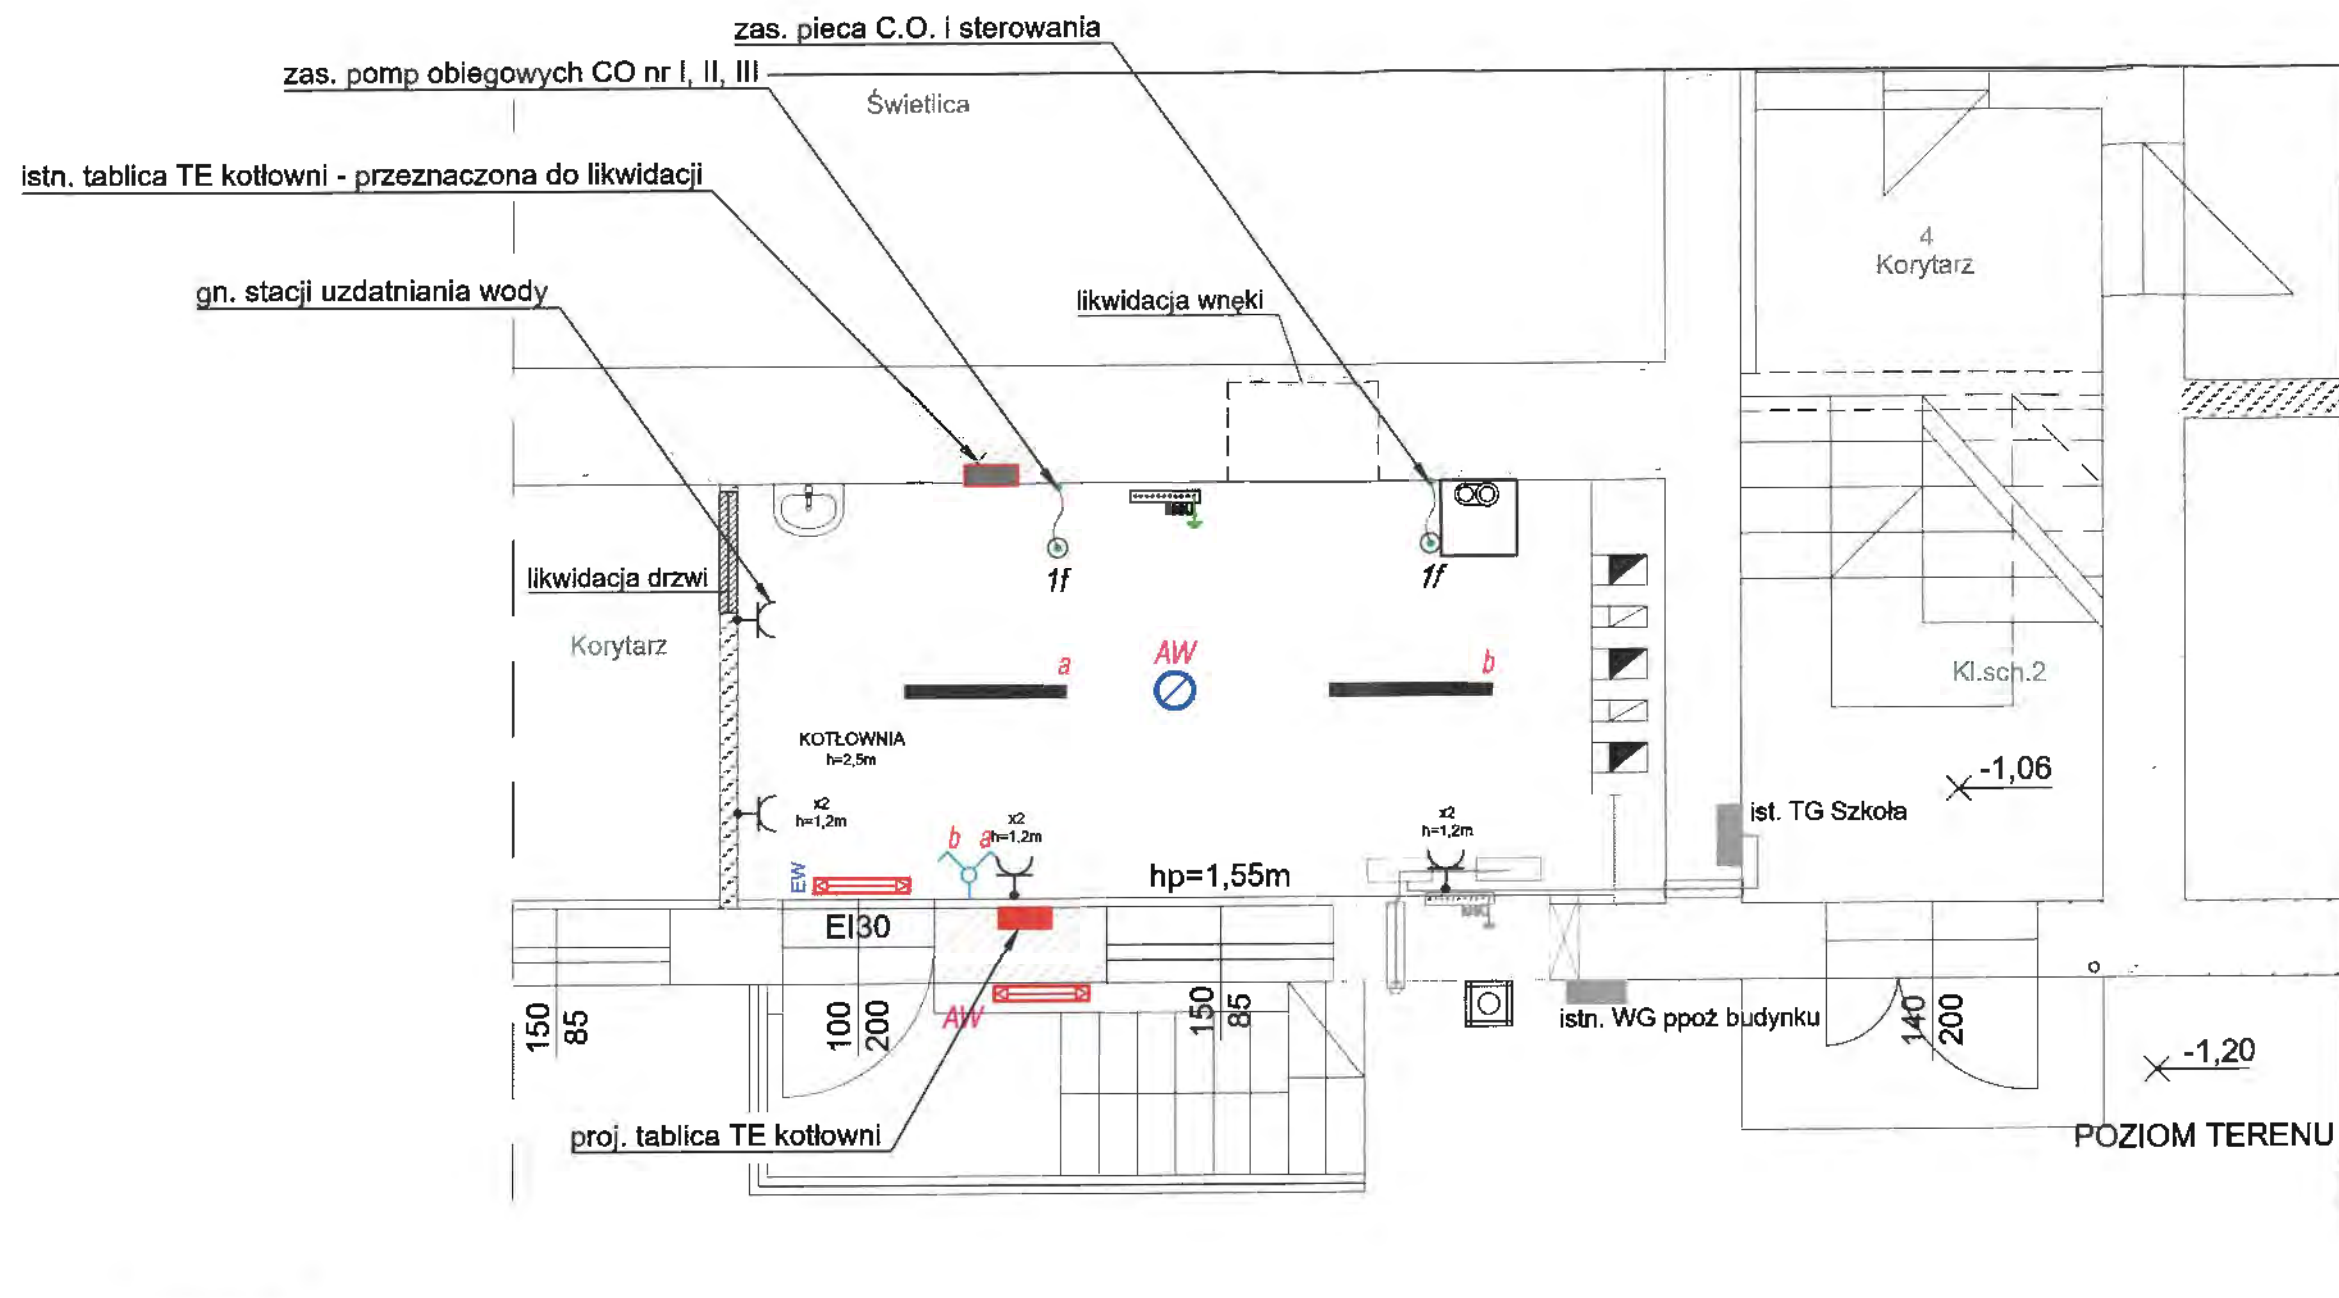 zas. pieca C.O. i sterowania
zas. pomp obiegowych CO nr I, II, III
Świetlica
istn. tablica TE kotłowni - przeznaczona do likwidacji
4
Korytarz
gn. stacji uzdatniania wody
likwidacja wnęki
likwidacja drzwi
1f
1f
Korytarz
a
AW
b
Kl.sch.2
KOTŁOWNIA
h=2,5m
-1,06
x2
h=1,2m
x2
h=1,2m
x2
h=1,2m
ist. TG Szkoła
b
a
EW
hp=1,55m
EI30
150
85
100
200
AW
150
85
istn. WG ppoż budynku
140
200
-1,20
proj. tablica TE kotłowni
POZIOM TERENU